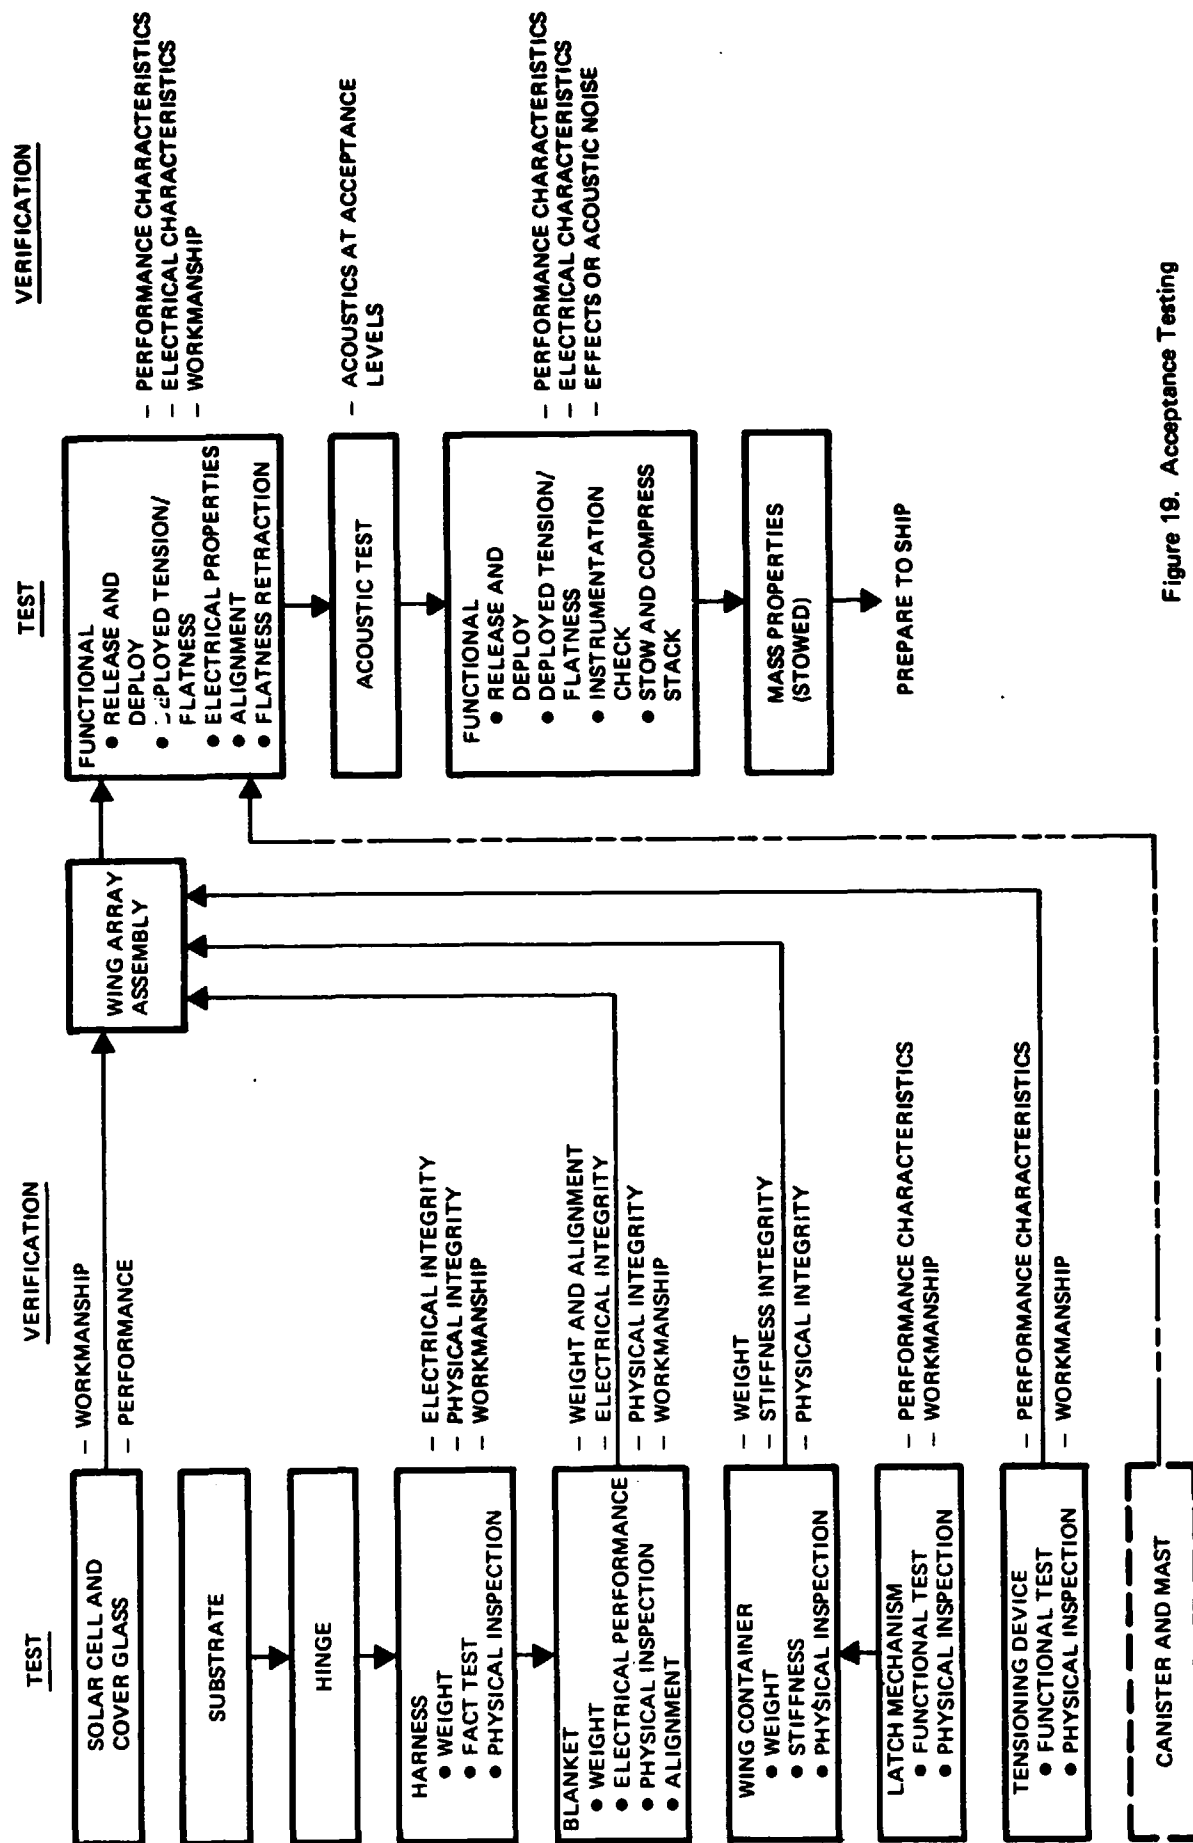 TEST
VERIFICATION
SOLAR CELL AND
COVER GLASS
– WORKMANSHIP
– PERFORMANCE
SUBSTRATE
HINGE
HARNESS
● WEIGHT
● FACT TEST
● PHYSICAL INSPECTION
– ELECTRICAL INTEGRITY
– PHYSICAL INTEGRITY
– WORKMANSHIP
BLANKET
● WEIGHT
● ELECTRICAL PERFORMANCE
● PHYSICAL INSPECTION
● ALIGNMENT
– WEIGHT AND ALIGNMENT
– ELECTRICAL INTEGRITY
– PHYSICAL INTEGRITY
– WORKMANSHIP
WING CONTAINER
● WEIGHT
● STIFFNESS
● PHYSICAL INSPECTION
– WEIGHT
– STIFFNESS INTEGRITY
– PHYSICAL INTEGRITY
LATCH MECHANISM
● FUNCTIONAL TEST
● PHYSICAL INSPECTION
– PERFORMANCE CHARACTERISTICS
– WORKMANSHIP
TENSIONING DEVICE
● FUNCTIONAL TEST
● PHYSICAL INSPECTION
– PERFORMANCE CHARACTERISTICS
– WORKMANSHIP
CANISTER AND MAST
WING ARRAY
ASSEMBLY
TEST
VERIFICATION
FUNCTIONAL
● RELEASE AND
DEPLOY
● DEPLOYED TENSION/
FLATNESS
● ELECTRICAL PROPERTIES
● ALIGNMENT
● FLATNESS RETRACTION
– PERFORMANCE CHARACTERISTICS
– ELECTRICAL CHARACTERISTICS
– WORKMANSHIP
ACOUSTIC TEST
– ACOUSTICS AT ACCEPTANCE
LEVELS
FUNCTIONAL
● RELEASE AND
DEPLOY
● DEPLOYED TENSION/
FLATNESS
● INSTRUMENTATION
CHECK
● STOW AND COMPRESS
STACK
– PERFORMANCE CHARACTERISTICS
– ELECTRICAL CHARACTERISTICS
– EFFECTS OR ACOUSTIC NOISE
MASS PROPERTIES
(STOWED)
PREPARE TO SHIP
Figure 19. Acceptance Testing